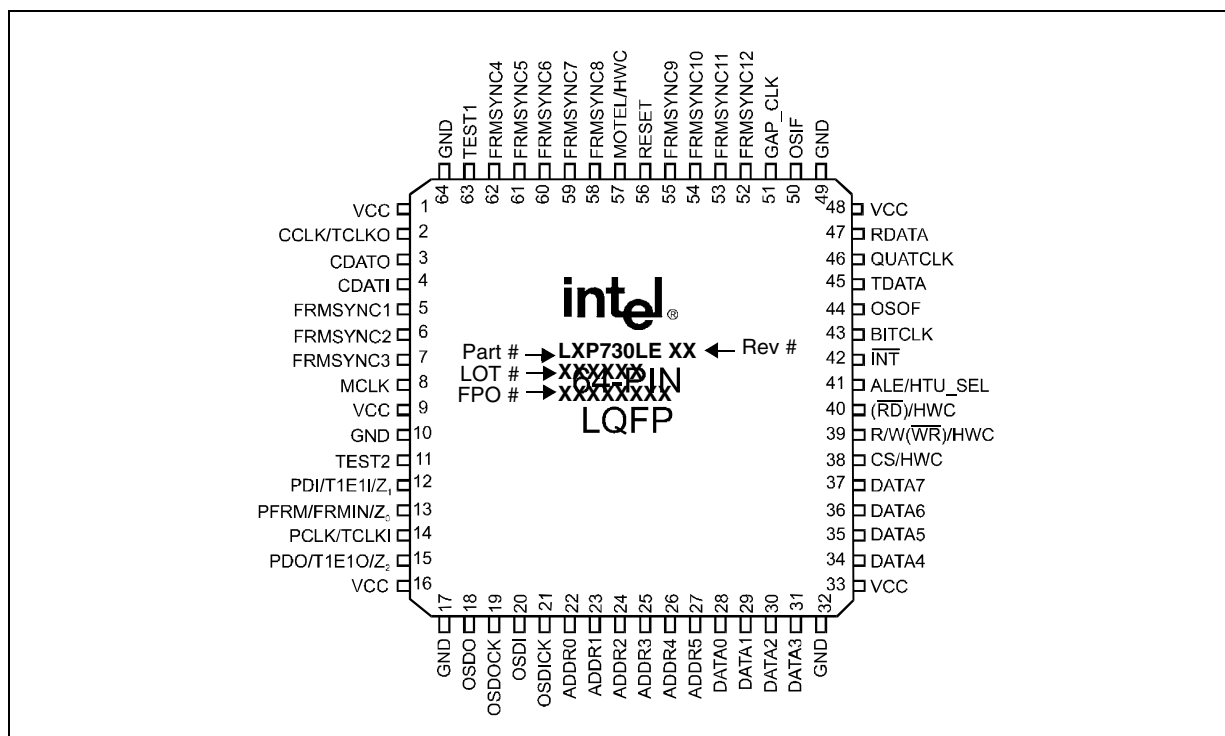 GND
TEST1
FRMSYNC4
FRMSYNC5
FRMSYNC6
FRMSYNC7
FRMSYNC8
MOTEL/HWC
RESET
FRMSYNC9
FRMSYNC10
FRMSYNC11
FRMSYNC12
GAP_CLK
OSIF
GND
64 63 62 61 60 59 58 57 56 55 54 53 52 51 50 49
VCC 1
CCLK/TCLKO 2
CDATO 3
CDATI 4
FRMSYNC1 5
FRMSYNC2 6
FRMSYNC3 7
MCLK 8
VCC 9
GND 10
TEST2 11
PDI/T1E1I/Z₁ 12
PFRM/FRMIN/Z₀ 13
PCLK/TCLKI 14
PDO/T1E1O/Z₂ 15
VCC 16
intel®
Part # LXP730LE XX Rev #
LOT # XXXXXX
64-PIN
FPO # XXXXXXXX
LQFP
48 VCC
47 RDATA
46 QUATCLK
45 TDATA
44 OSOF
43 BITCLK
42 I̅N̅T̅
41 ALE/HTU_SEL
40 (R̅D̅)/HWC
39 R/W(W̅R̅)/HWC
38 CS/HWC
37 DATA7
36 DATA6
35 DATA5
34 DATA4
33 VCC
17 18 19 20 21 22 23 24 25 26 27 28 29 30 31 32
GND
OSDO
OSDOCK
OSDI
OSDICK
ADDR0
ADDR1
ADDR2
ADDR3
ADDR4
ADDR5
DATA0
DATA1
DATA2
DATA3
GND